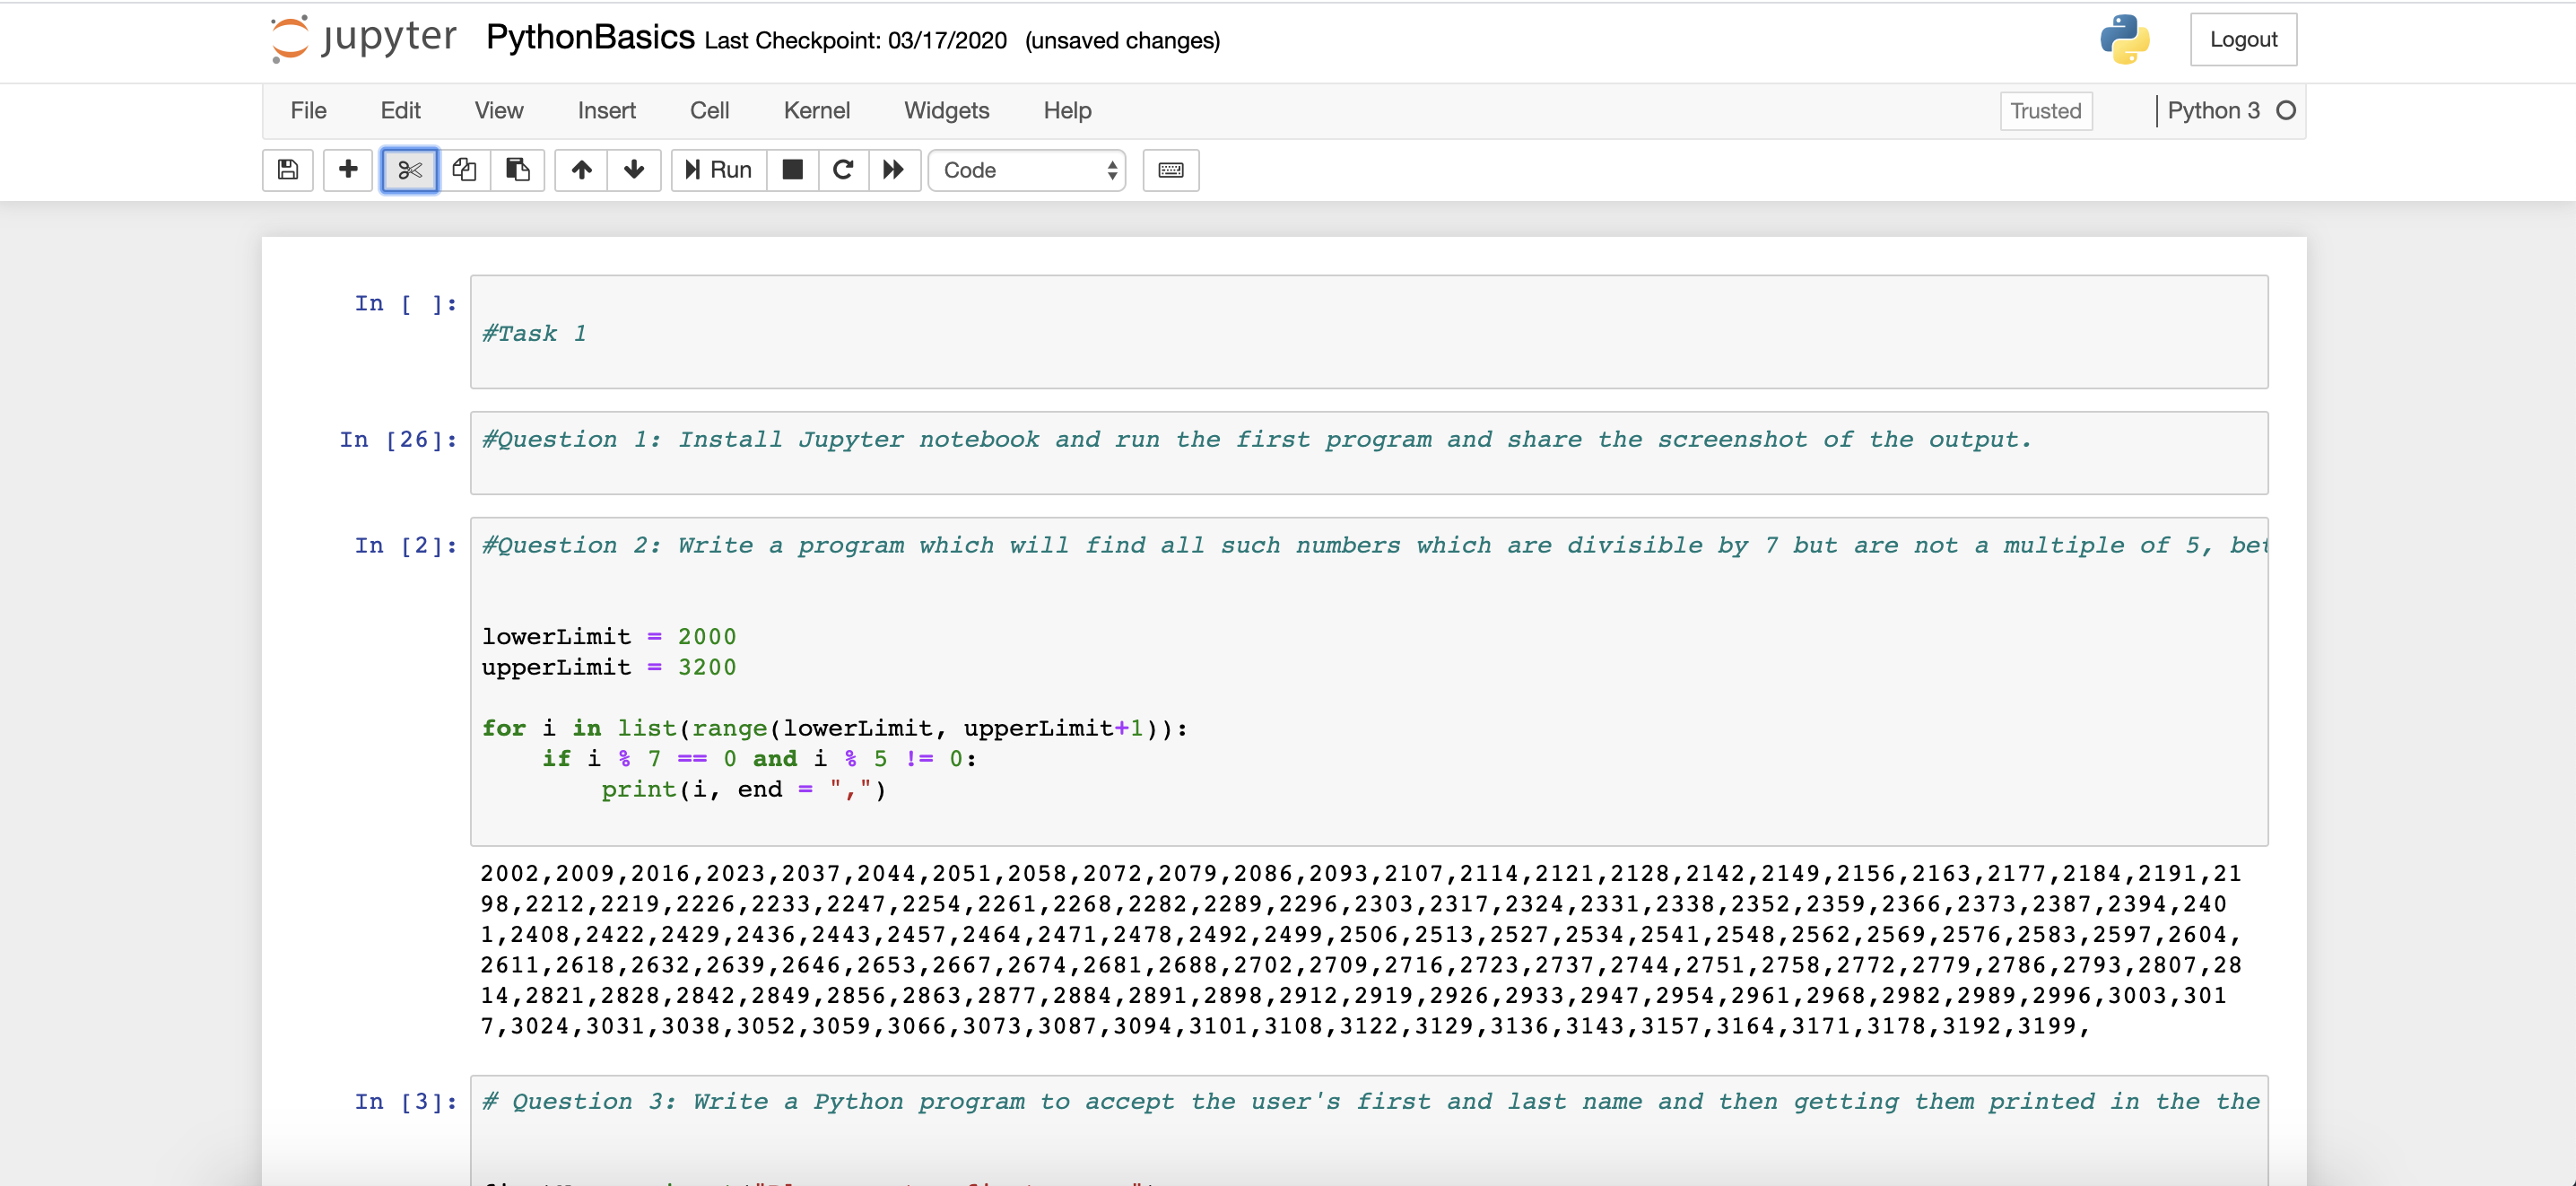 jupyter PythonBasics Last Checkpoint: 03/17/2020 (unsaved changes) Logout
File Edit View Insert Cell Kernel Widgets Help Trusted Python 3
Run Code
In [ ]:
#Task 1
In [26]: #Question 1: Install Jupyter notebook and run the first program and share the screenshot of the output.
In [2]: #Question 2: Write a program which will find all such numbers which are divisible by 7 but are not a multiple of 5, bet
lowerLimit = 2000
upperLimit = 3200
for i in list(range(lowerLimit, upperLimit+1)):
    if i % 7 == 0 and i % 5 != 0:
        print(i, end = ",")
2002,2009,2016,2023,2037,2044,2051,2058,2072,2079,2086,2093,2107,2114,2121,2128,2142,2149,2156,2163,2177,2184,2191,21
98,2212,2219,2226,2233,2247,2254,2261,2268,2282,2289,2296,2303,2317,2324,2331,2338,2352,2359,2366,2373,2387,2394,240
1,2408,2422,2429,2436,2443,2457,2464,2471,2478,2492,2499,2506,2513,2527,2534,2541,2548,2562,2569,2576,2583,2597,2604,
2611,2618,2632,2639,2646,2653,2667,2674,2681,2688,2702,2709,2716,2723,2737,2744,2751,2758,2772,2779,2786,2793,2807,28
14,2821,2828,2842,2849,2856,2863,2877,2884,2891,2898,2912,2919,2926,2933,2947,2954,2961,2968,2982,2989,2996,3003,301
7,3024,3031,3038,3052,3059,3066,3073,3087,3094,3101,3108,3122,3129,3136,3143,3157,3164,3171,3178,3192,3199,
In [3]: # Question 3: Write a Python program to accept the user's first and last name and then getting them printed in the the